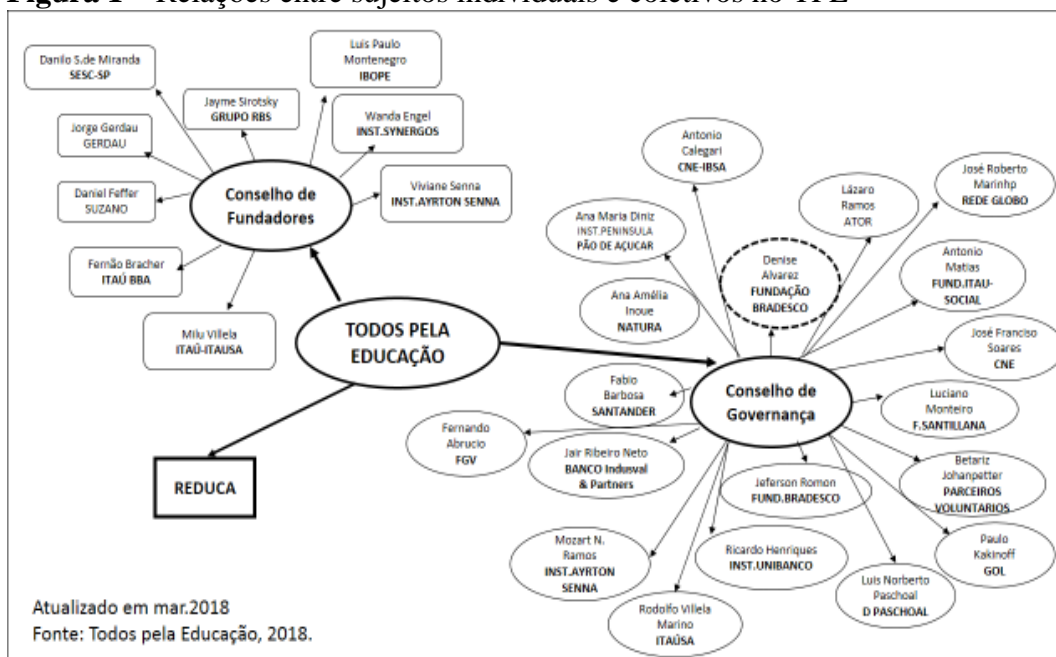 Figura 1 – Relações entre sujeitos individuais e coletivos no TPE
Danilo S.de Miranda
SESC-SP
Luis Paulo
Montenegro
IBOPE
Jayme Sirotsky
GRUPO RBS
Wanda Engel
INST.SYNERGOS
Jorge Gerdau
GERDAU
Daniel Feffer
SUZANO
Conselho de
Fundadores
Viviane Senna
INST.AYRTON SENNA
Fernão Bracher
ITAÚ BBA
Milu Villela
ITAÚ-ITAUSA
TODOS PELA
EDUCAÇÃO
REDUCA
Antonio
Calegari
CNE-IBSA
Lázaro
Ramos
ATOR
José Roberto
Marinhp
REDE GLOBO
Ana Maria Diniz
INST.PENINSULA
PÃO DE AÇUCAR
Denise
Alvarez
FUNDAÇÃO
BRADESCO
Antonio
Matias
FUND.ITAU-
SOCIAL
Ana Amélia
Inoue
NATURA
José Franciso
Soares
CNE
Fabio
Barbosa
SANTANDER
Conselho de
Governança
Luciano
Monteiro
F.SANTILLANA
Fernando
Abrucio
FGV
Jair Ribeiro Neto
BANCO Indusval
& Partners
Jeferson Romon
FUND.BRADESCO
Betariz
Johanpetter
PARCEIROS
VOLUNTARIOS
Mozart N.
Ramos
INST.AYRTON
SENNA
Ricardo Henriques
INST.UNIBANCO
Paulo
Kakinoff
GOL
Rodolfo Villela
Marino
ITAÚSA
Luis Norberto
Paschoal
D PASCHOAL
Atualizado em mar.2018
Fonte: Todos pela Educação, 2018.